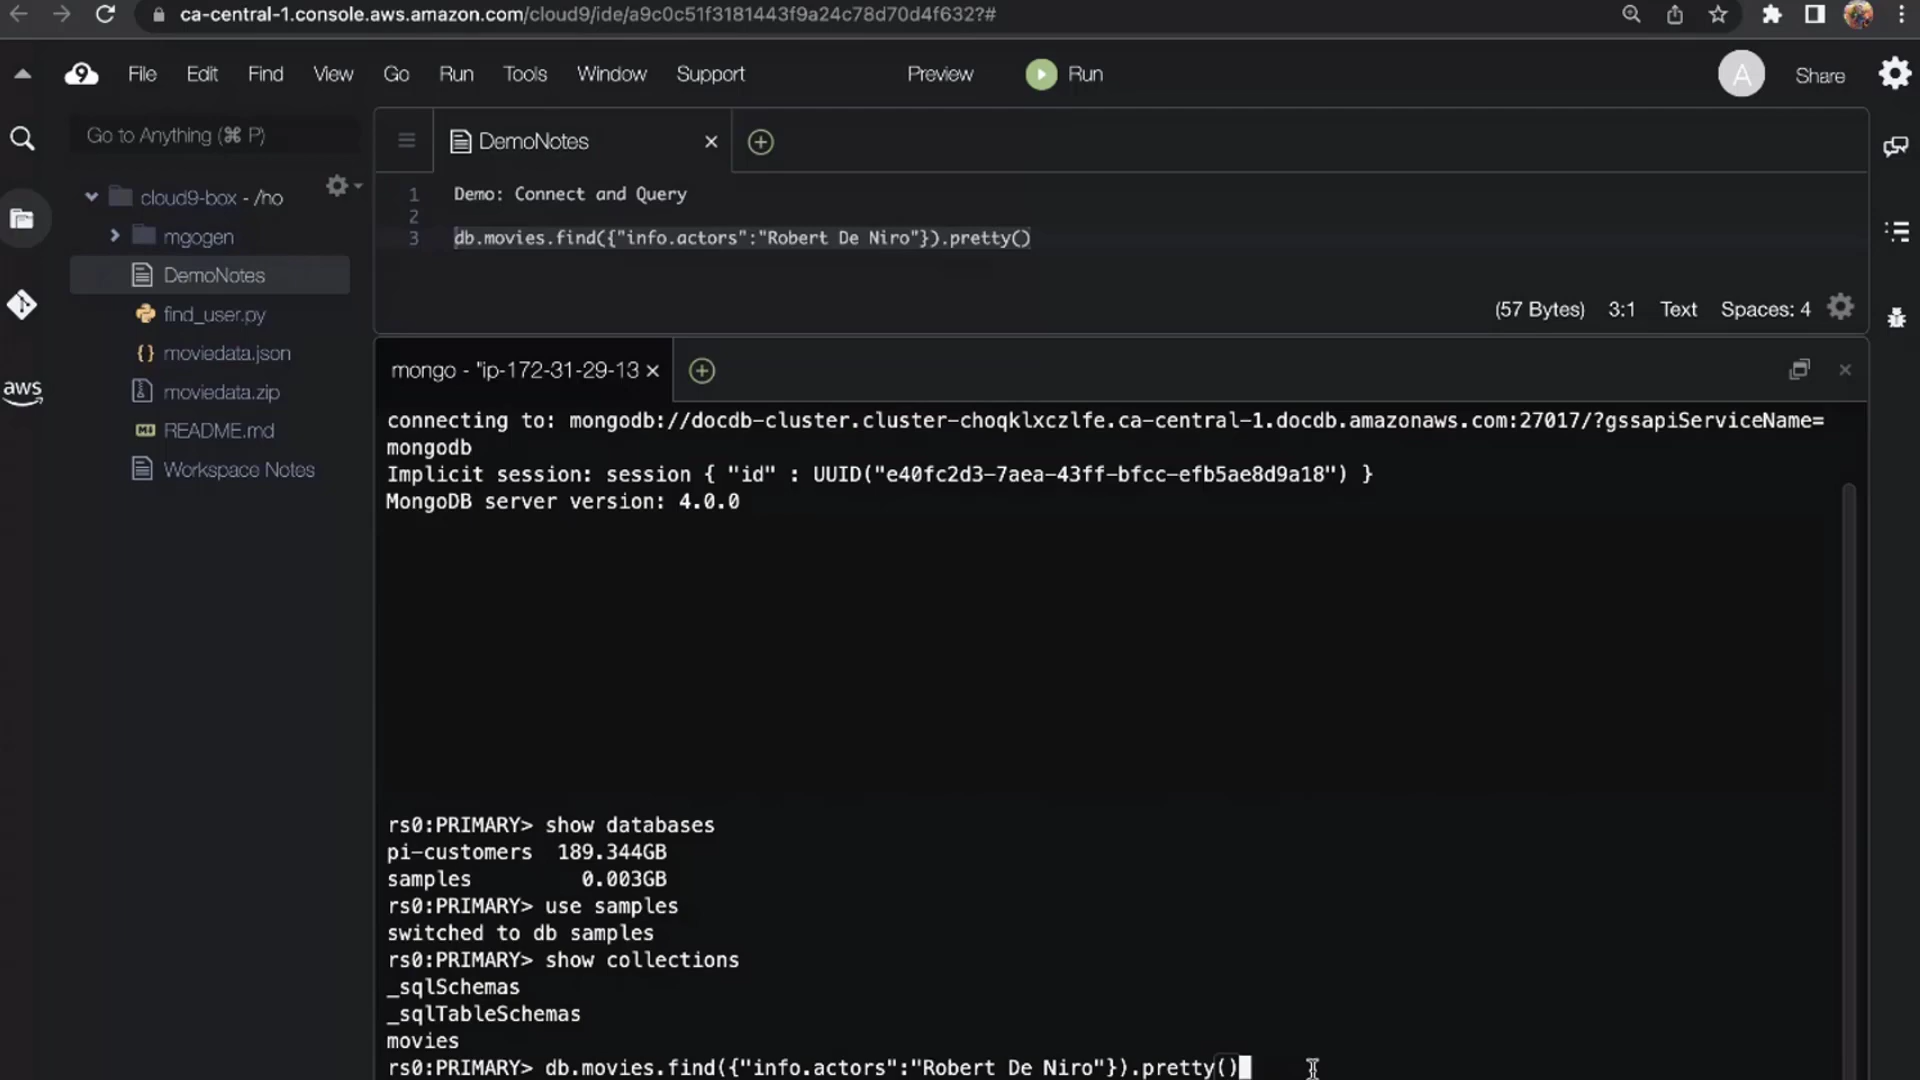 ca-central-1.console.aws.amazon.com/cloud9/ide/a9c0c51f3181443f9a24c78d70d4f632?#
9 File Edit Find View Go Run Tools Window Support Preview Run A Share
Go to Anything (⌘ P)
DemoNotes
cloud9-box - /ho
mgogen
DemoNotes
find_user.py
{} moviedata.json
moviedata.zip
README.md
Workspace Notes
aws
1 Demo: Connect and Query
2
3 db.movies.find({"info.actors":"Robert De Niro"}).pretty()
(57 Bytes) 3:1 Text Spaces: 4
mongo - "ip-172-31-29-13
connecting to: mongodb://docdb-cluster.cluster-choqklxczlfe.ca-central-1.docdb.amazonaws.com:27017/?gssapiServiceName=
mongodb
Implicit session: session { "id" : UUID("e40fc2d3-7aea-43ff-bfcc-efb5ae8d9a18") }
MongoDB server version: 4.0.0
rs0:PRIMARY> show databases
pi-customers 189.344GB
samples 0.003GB
rs0:PRIMARY> use samples
switched to db samples
rs0:PRIMARY> show collections
_sqlSchemas
_sqlTableSchemas
movies
rs0:PRIMARY> db.movies.find({"info.actors":"Robert De Niro"}).pretty()